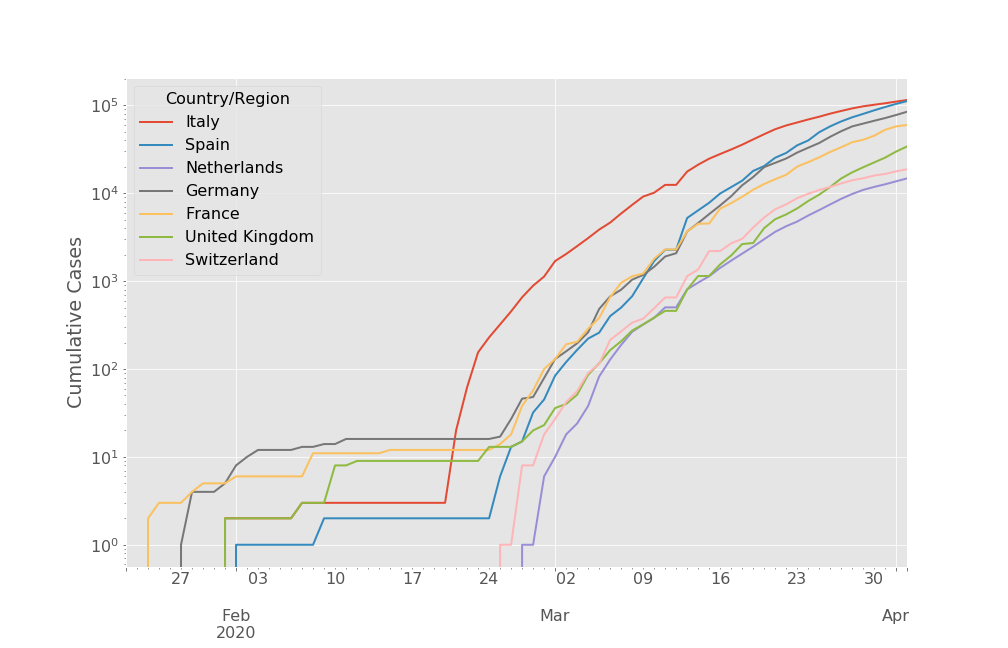 Country/Region
Italy
Spain
Netherlands
Germany
France
United Kingdom
Switzerland
Cumulative Cases
10⁵
10⁴
10³
10²
10¹
10⁰
27 03 10 17 24 02 09 16 23 30
Feb Mar Apr
2020